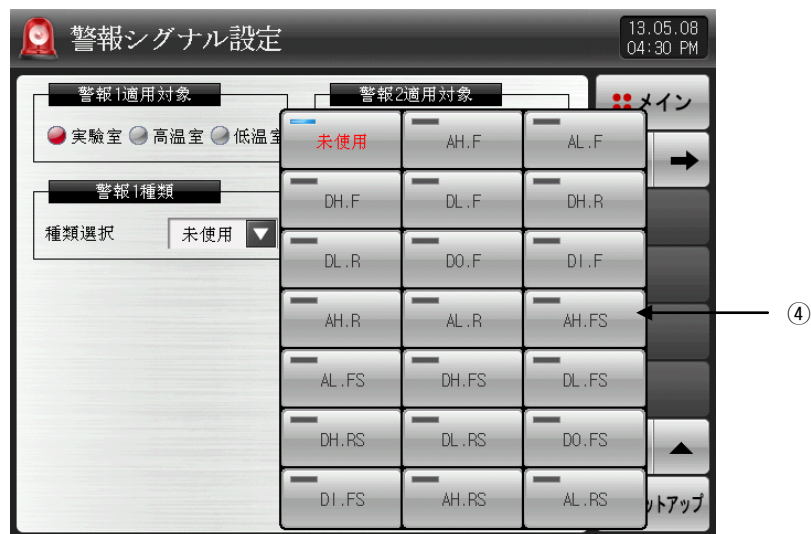 警報シグナル設定
13.05.08
04:30 PM
警報1適用対象
警報2適用対象
メイン
実験室 高温室 低温室
警報1種類
種類選択 未使用
未使用 AH.F AL.F
DH.F DL.F DH.R
DL.R DO.F DI.F
AH.R AL.R AH.FS
④
AL.FS DH.FS DL.FS
DH.RS DL.RS DO.FS
DI.FS AH.RS AL.RS
ットアップ